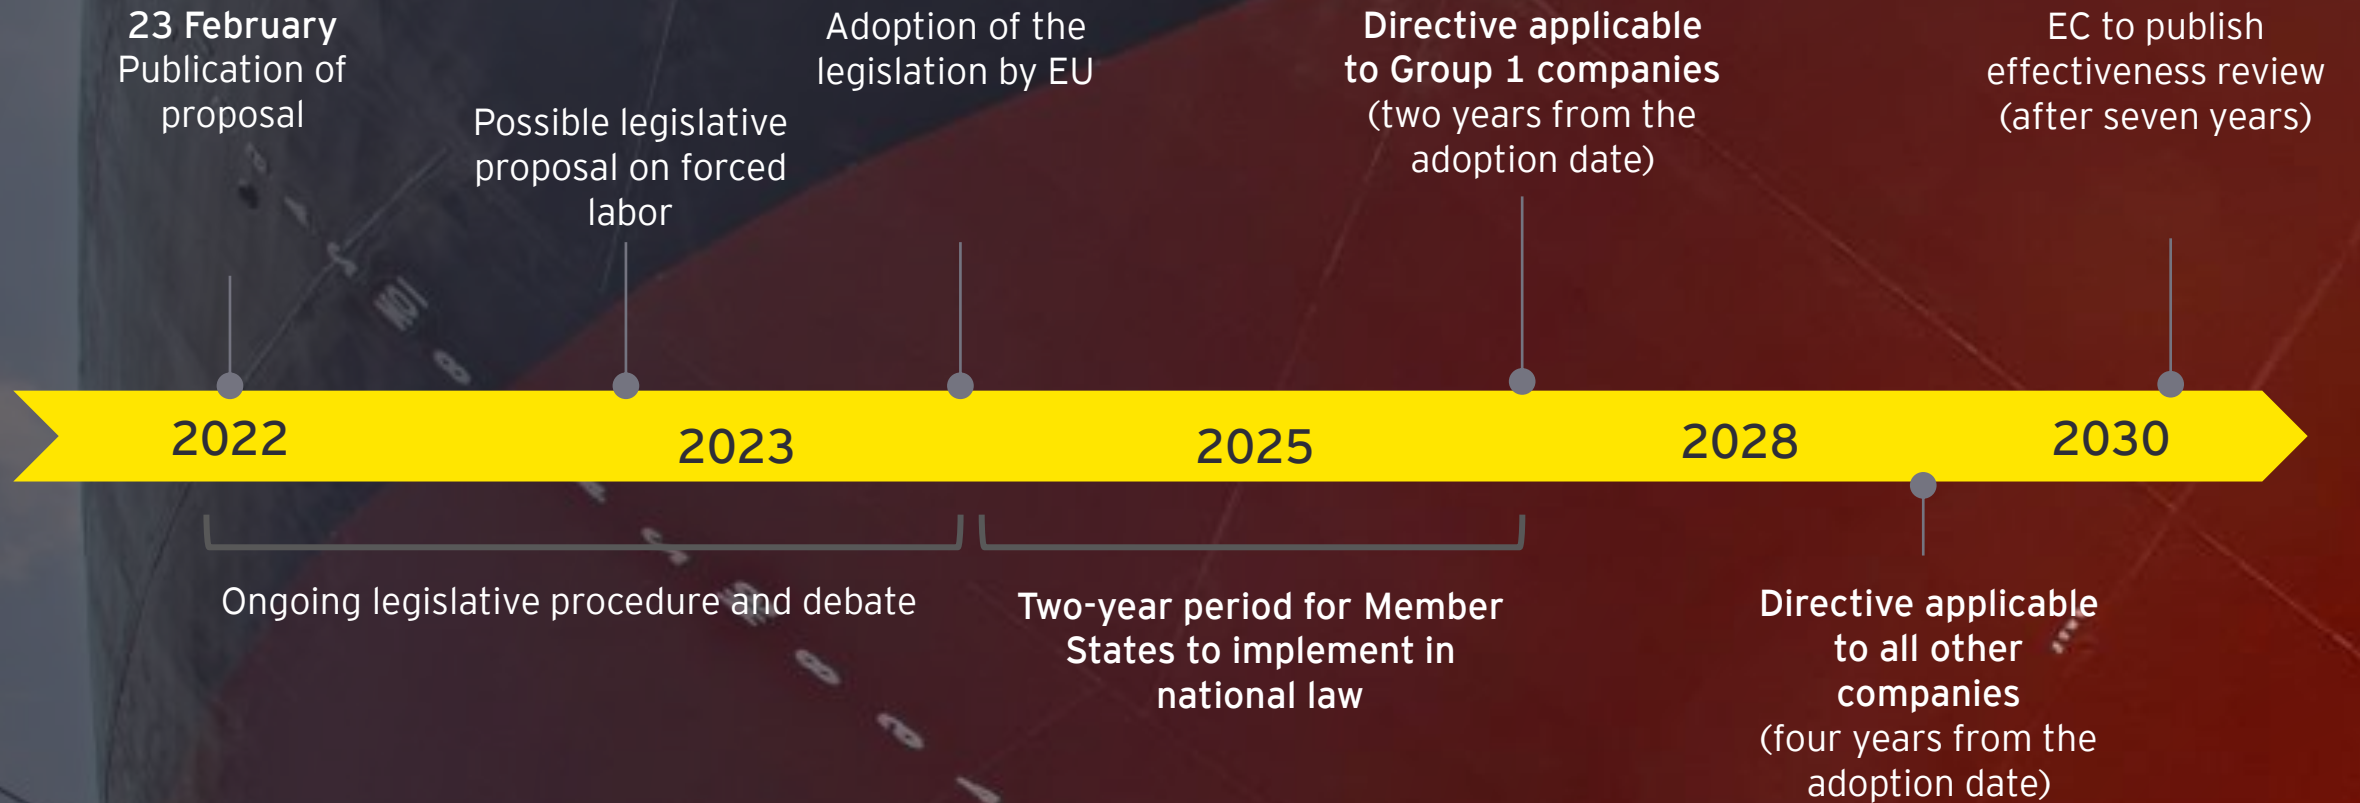 23 February
Publication of
proposal
Possible legislative
proposal on forced
labor
Adoption of the
legislation by EU
Directive applicable
to Group 1 companies
(two years from the
adoption date)
EC to publish
effectiveness review
(after seven years)
2022
2023
2025
2028
2030
Ongoing legislative procedure and debate
Two-year period for Member
States to implement in
national law
Directive applicable
to all other
companies
(four years from the
adoption date)